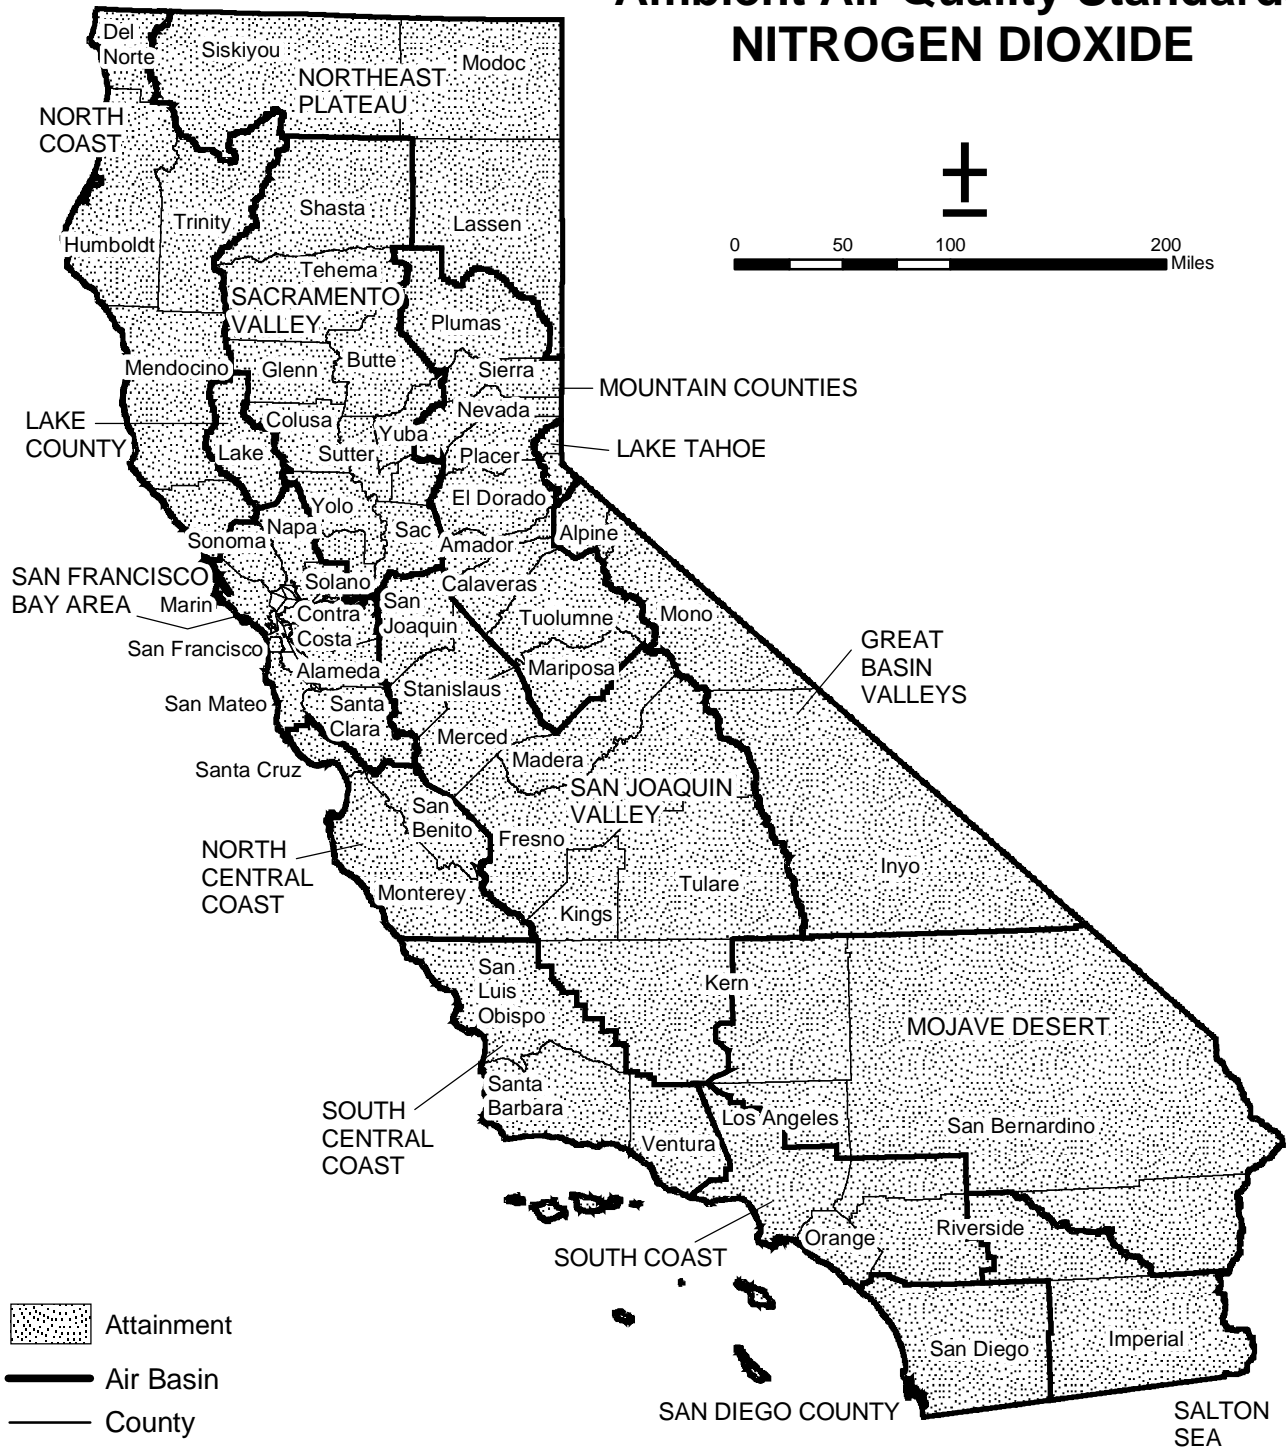 Ambient Air Quality Standard
NITROGEN DIOXIDE
Del
Norte
Siskiyou
Modoc
NORTHEAST
PLATEAU
NORTH
COAST
Shasta
Trinity
Lassen
Humboldt
0 50 100 200
Miles
Tehema
SACRAMENTO
VALLEY
Plumas
Butte
Mendocino
Glenn
Sierra
MOUNTAIN COUNTIES
Nevada
LAKE
COUNTY
Colusa
Yuba
LAKE TAHOE
Lake
Sutter
Placer
El Dorado
Yolo
Napa
Sac
Alpine
Sonoma
Amador
SAN FRANCISCO
BAY AREA
Solano
Calaveras
Marin
San
Joaquin
Contra
Costa
Tuolumne
Mono
GREAT
BASIN
VALLEYS
San Francisco
Alameda
Mariposa
Stanislaus
San Mateo
Santa
Clara
Merced
Madera
Santa Cruz
SAN JOAQUIN
VALLEY
San
Benito
Fresno
NORTH
CENTRAL
COAST
Inyo
Monterey
Tulare
Kings
San
Luis
Obispo
Kern
MOJAVE DESERT
Santa
Barbara
SOUTH
CENTRAL
COAST
Los Angeles
San Bernardino
Ventura
Riverside
Orange
SOUTH COAST
Attainment
San Diego
Imperial
Air Basin
SAN DIEGO COUNTY
SALTON
SEA
County